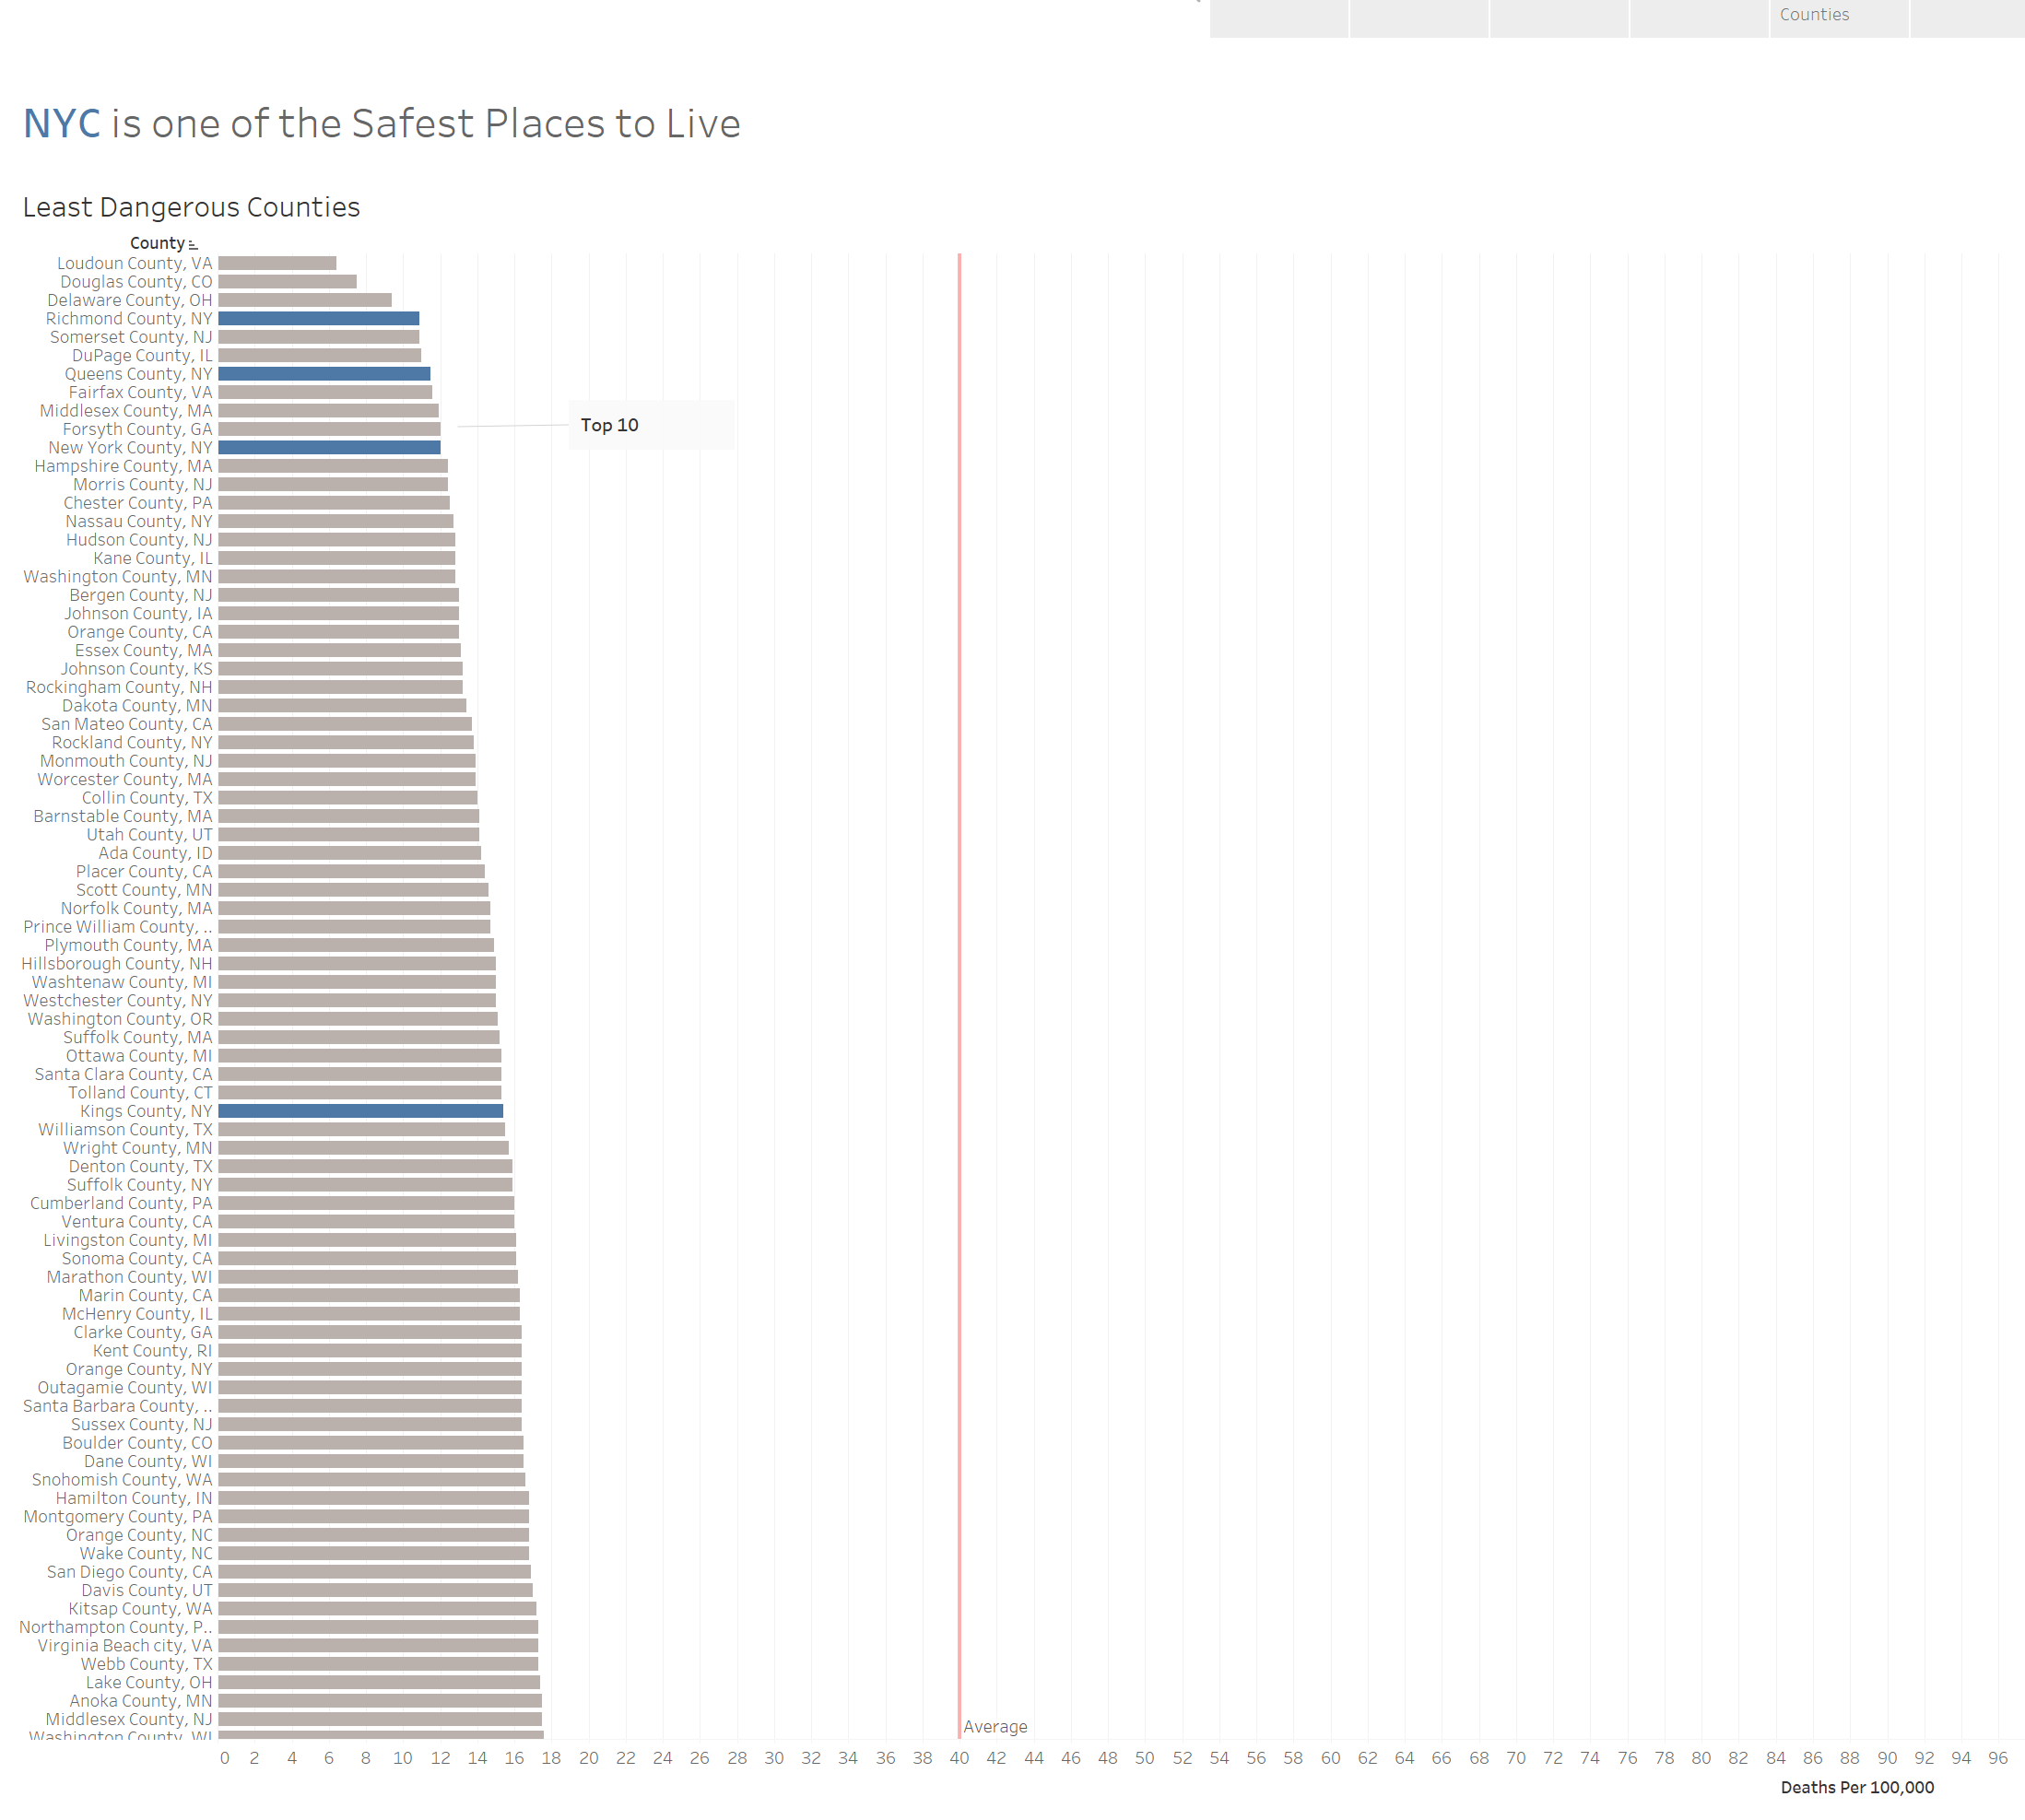 Counties
NYC is one of the Safest Places to Live
Least Dangerous Counties
County
Loudoun County, VA
Douglas County, CO
Delaware County, OH
Richmond County, NY
Somerset County, NJ
DuPage County, IL
Queens County, NY
Fairfax County, VA
Middlesex County, MA
Forsyth County, GA
Top 10
New York County, NY
Hampshire County, MA
Morris County, NJ
Chester County, PA
Nassau County, NY
Hudson County, NJ
Kane County, IL
Washington County, MN
Bergen County, NJ
Johnson County, IA
Orange County, CA
Essex County, MA
Johnson County, KS
Rockingham County, NH
Dakota County, MN
San Mateo County, CA
Rockland County, NY
Monmouth County, NJ
Worcester County, MA
Collin County, TX
Barnstable County, MA
Utah County, UT
Ada County, ID
Placer County, CA
Scott County, MN
Norfolk County, MA
Prince William County, ..
Plymouth County, MA
Hillsborough County, NH
Washtenaw County, MI
Westchester County, NY
Washington County, OR
Suffolk County, MA
Ottawa County, MI
Santa Clara County, CA
Tolland County, CT
Kings County, NY
Williamson County, TX
Wright County, MN
Denton County, TX
Suffolk County, NY
Cumberland County, PA
Ventura County, CA
Livingston County, MI
Sonoma County, CA
Marathon County, WI
Marin County, CA
McHenry County, IL
Clarke County, GA
Kent County, RI
Orange County, NY
Outagamie County, WI
Santa Barbara County, ..
Sussex County, NJ
Boulder County, CO
Dane County, WI
Snohomish County, WA
Hamilton County, IN
Montgomery County, PA
Orange County, NC
Wake County, NC
San Diego County, CA
Davis County, UT
Kitsap County, WA
Northampton County, P..
Virginia Beach city, VA
Webb County, TX
Lake County, OH
Anoka County, MN
Middlesex County, NJ
Average
Washington County, WI
0 2 4 6 8 10 12 14 16 18 20 22 24 26 28 30 32 34 36 38 40 42 44 46 48 50 52 54 56 58 60 62 64 66 68 70 72 74 76 78 80 82 84 86 88 90 92 94 96
Deaths Per 100,000